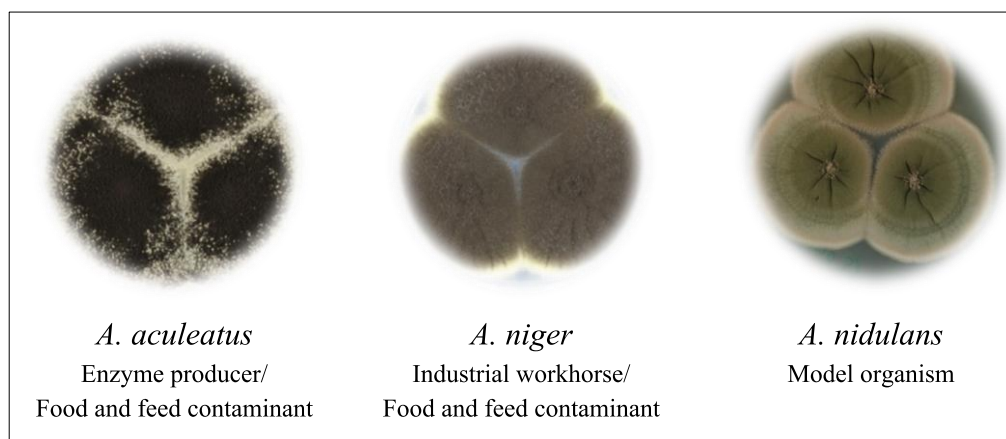 A. aculeatus
Enzyme producer/
Food and feed contaminant
A. niger
Industrial workhorse/
Food and feed contaminant
A. nidulans
Model organism